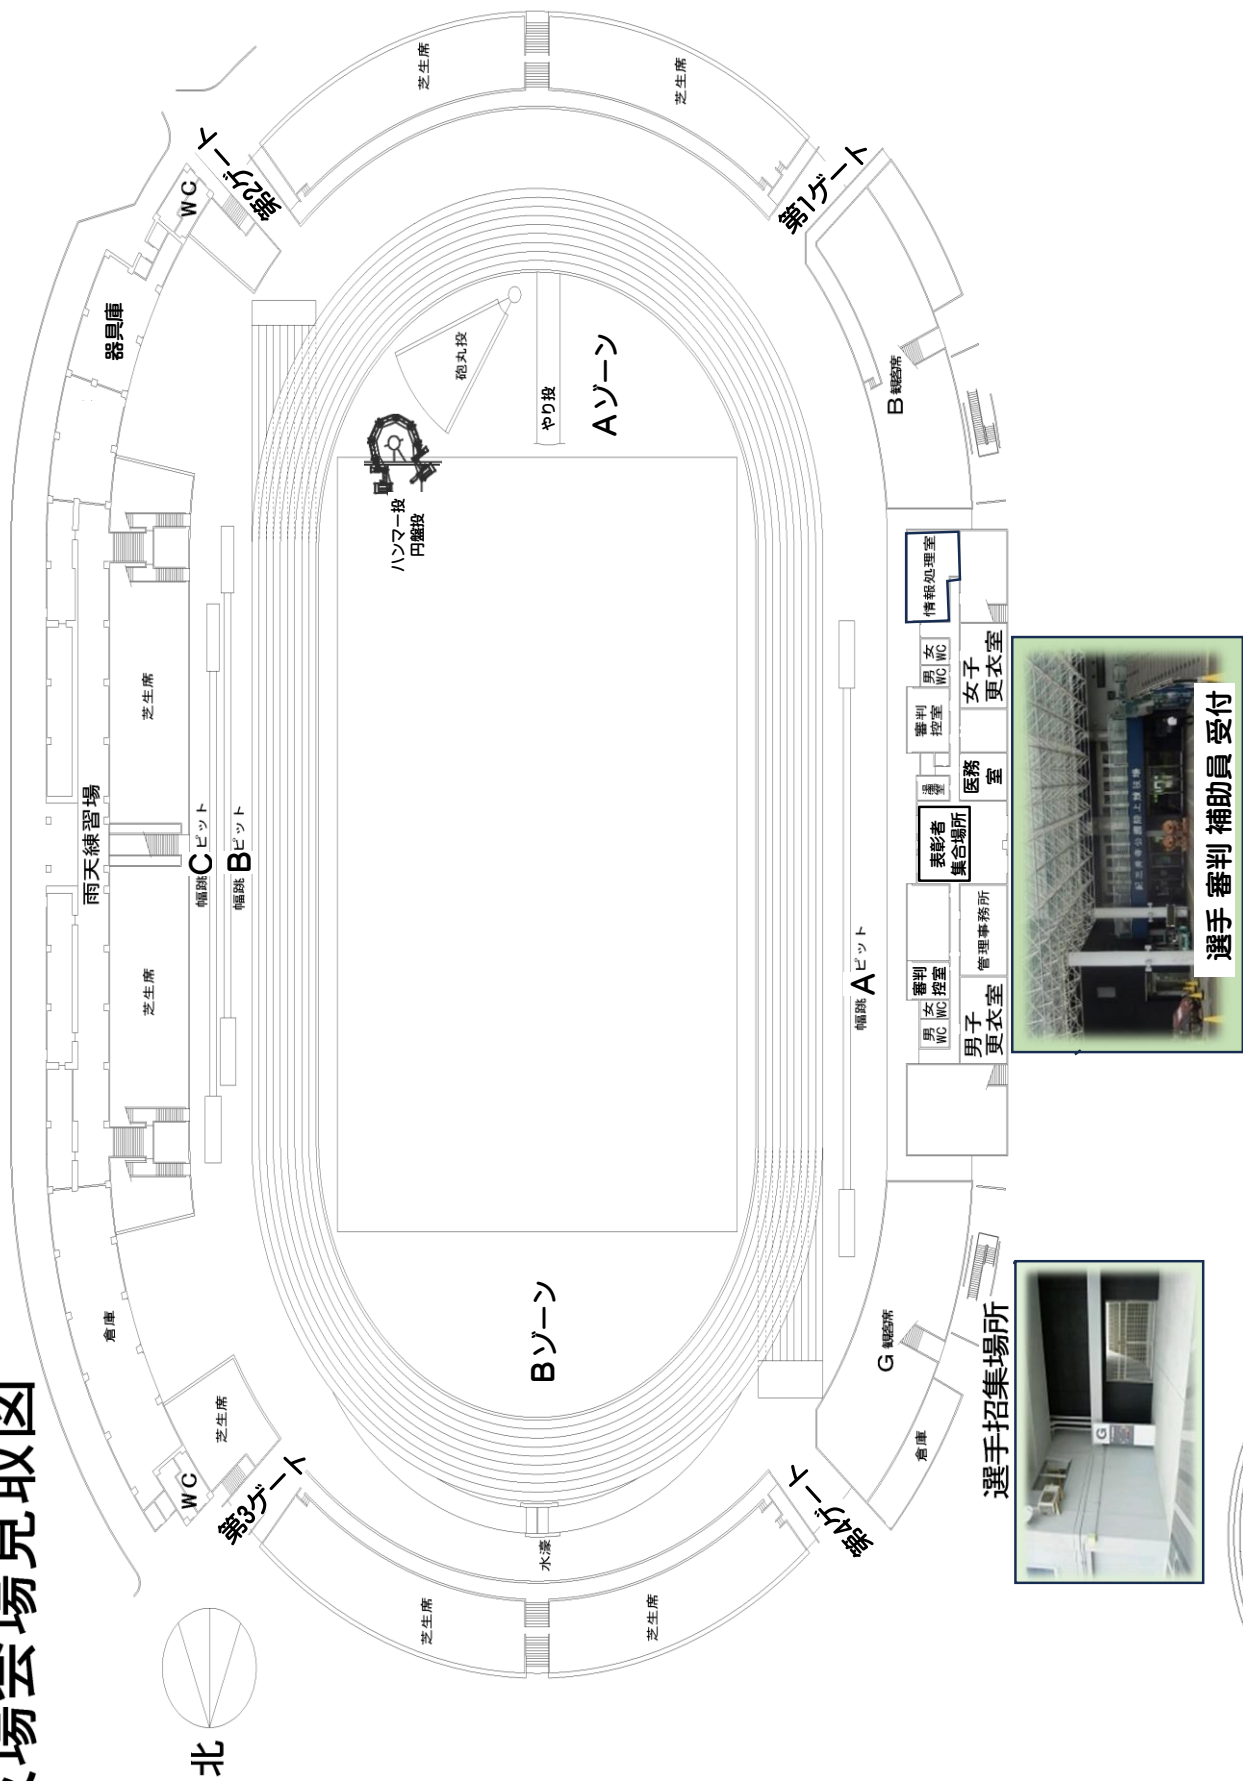 場会場見取図
北
WC
第2ゲート
器具庫
芝生席
芝生席
第1ゲート
砲丸投
やり投
Aゾーン
ハンマー投
円盤投
B観客席
雨天練習場
芝生席
芝生席
幅跳Cピット
幅跳Bピット
幅跳Aピット
情報処理室
男WC
女WC
審判
控室
女子
更衣室
医務
室
表彰者
集合場所
管理事務所
審判
控室
男WC
女WC
男子
更衣室
選手 審判 補助員 受付
倉庫
芝生席
WC
第3ゲート
Bゾーン
水濠
芝生席
芝生席
第4ゲート
G観客席
倉庫
選手招集場所
G